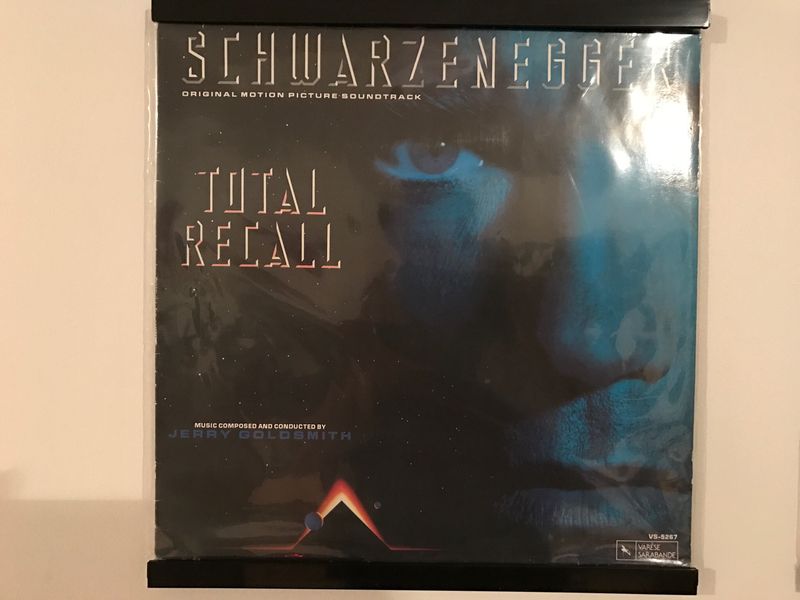 SCHWARZENEGGER
ORIGINAL MOTION PICTURE SOUNDTRACK
TOTAL
RECALL
MUSIC COMPOSED AND CONDUCTED BY
JERRY GOLDSMITH
VS-5267
VARÈSE
SARABANDE